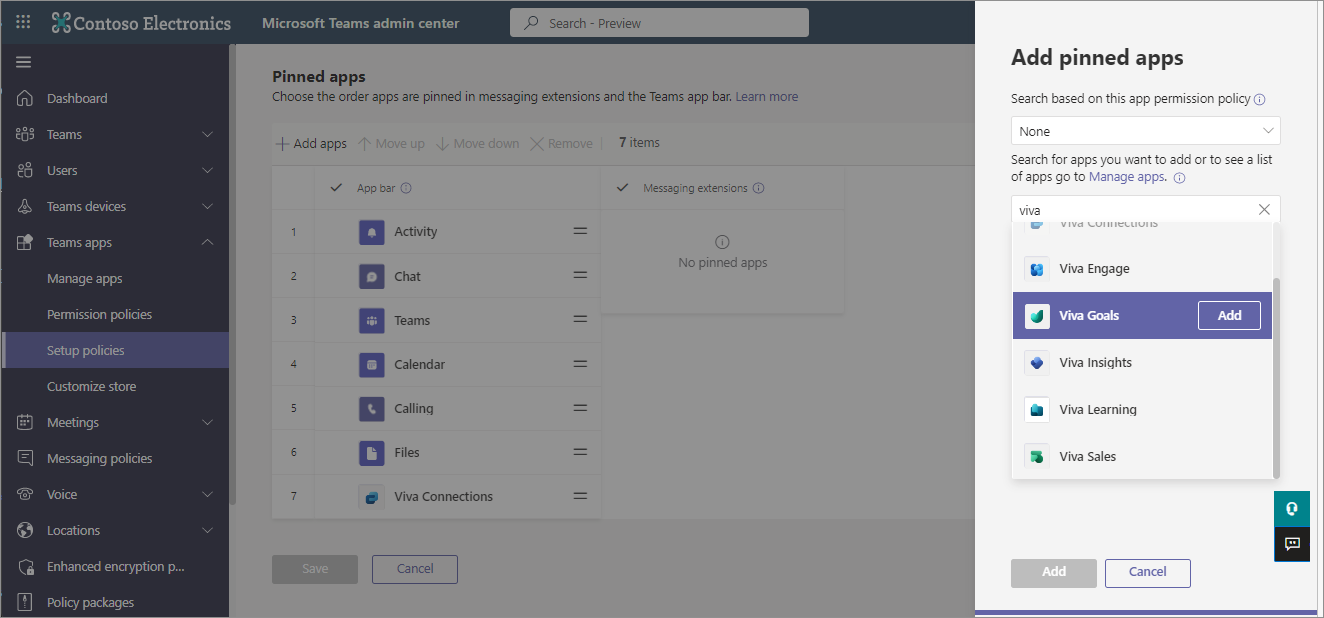 Contoso Electronics
Microsoft Teams admin center
Search - Preview
Dashboard
Teams
Users
Teams devices
Teams apps
Manage apps
Permission policies
Setup policies
Customize store
Meetings
Messaging policies
Voice
Locations
Enhanced encryption p...
Policy packages
Pinned apps
Choose the order apps are pinned in messaging extensions and the Teams app bar. Learn more
Add apps Move up Move down Remove 7 items
App bar
1 Activity
2 Chat
3 Teams
4 Calendar
5 Calling
6 Files
7 Viva Connections
Messaging extensions
No pinned apps
Save Cancel
Add pinned apps
Search based on this app permission policy
None
Search for apps you want to add or to see a list
of apps go to Manage apps.
viva
Viva Connections
Viva Engage
Viva Goals Add
Viva Insights
Viva Learning
Viva Sales
Add Cancel